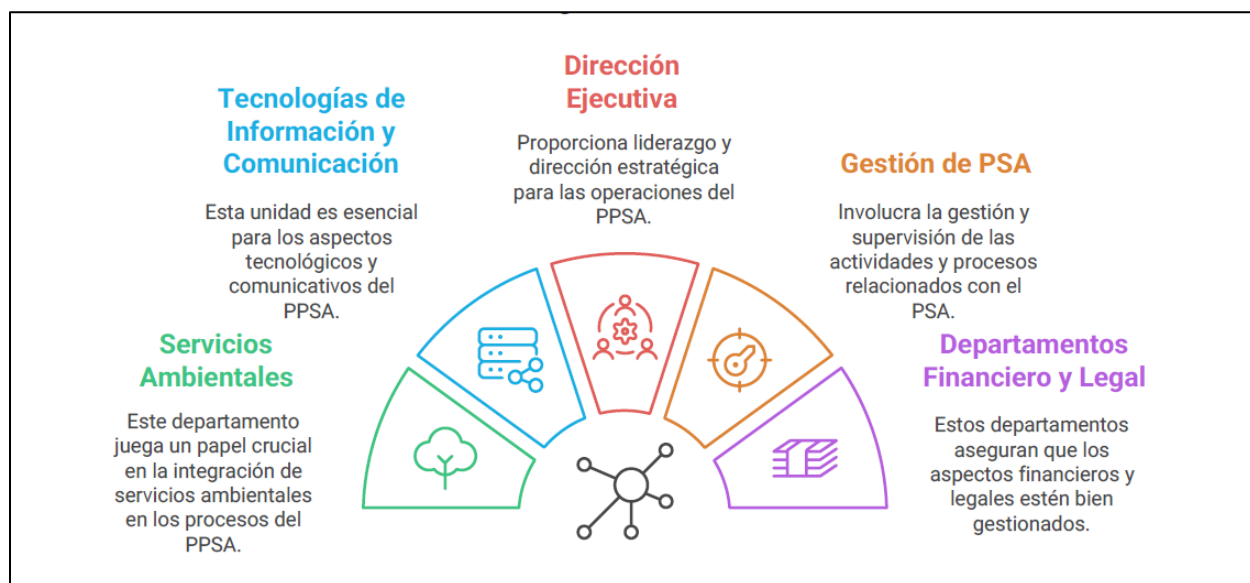 Dirección
Ejecutiva
Proporciona liderazgo y
dirección estratégica
para las operaciones del
PPSA.
Tecnologías de
Información y
Comunicación
Esta unidad es esencial
para los aspectos
tecnológicos y
comunicativos del
PPSA.
Gestión de PSA
Involucra la gestión y
supervisión de las
actividades y procesos
relacionados con el
PSA.
Servicios
Ambientales
Este departamento
juega un papel crucial
en la integración de
servicios ambientales
en los procesos del
PPSA.
Departamentos
Financiero y Legal
Estos departamentos
aseguran que los
aspectos financieros y
legales estén bien
gestionados.